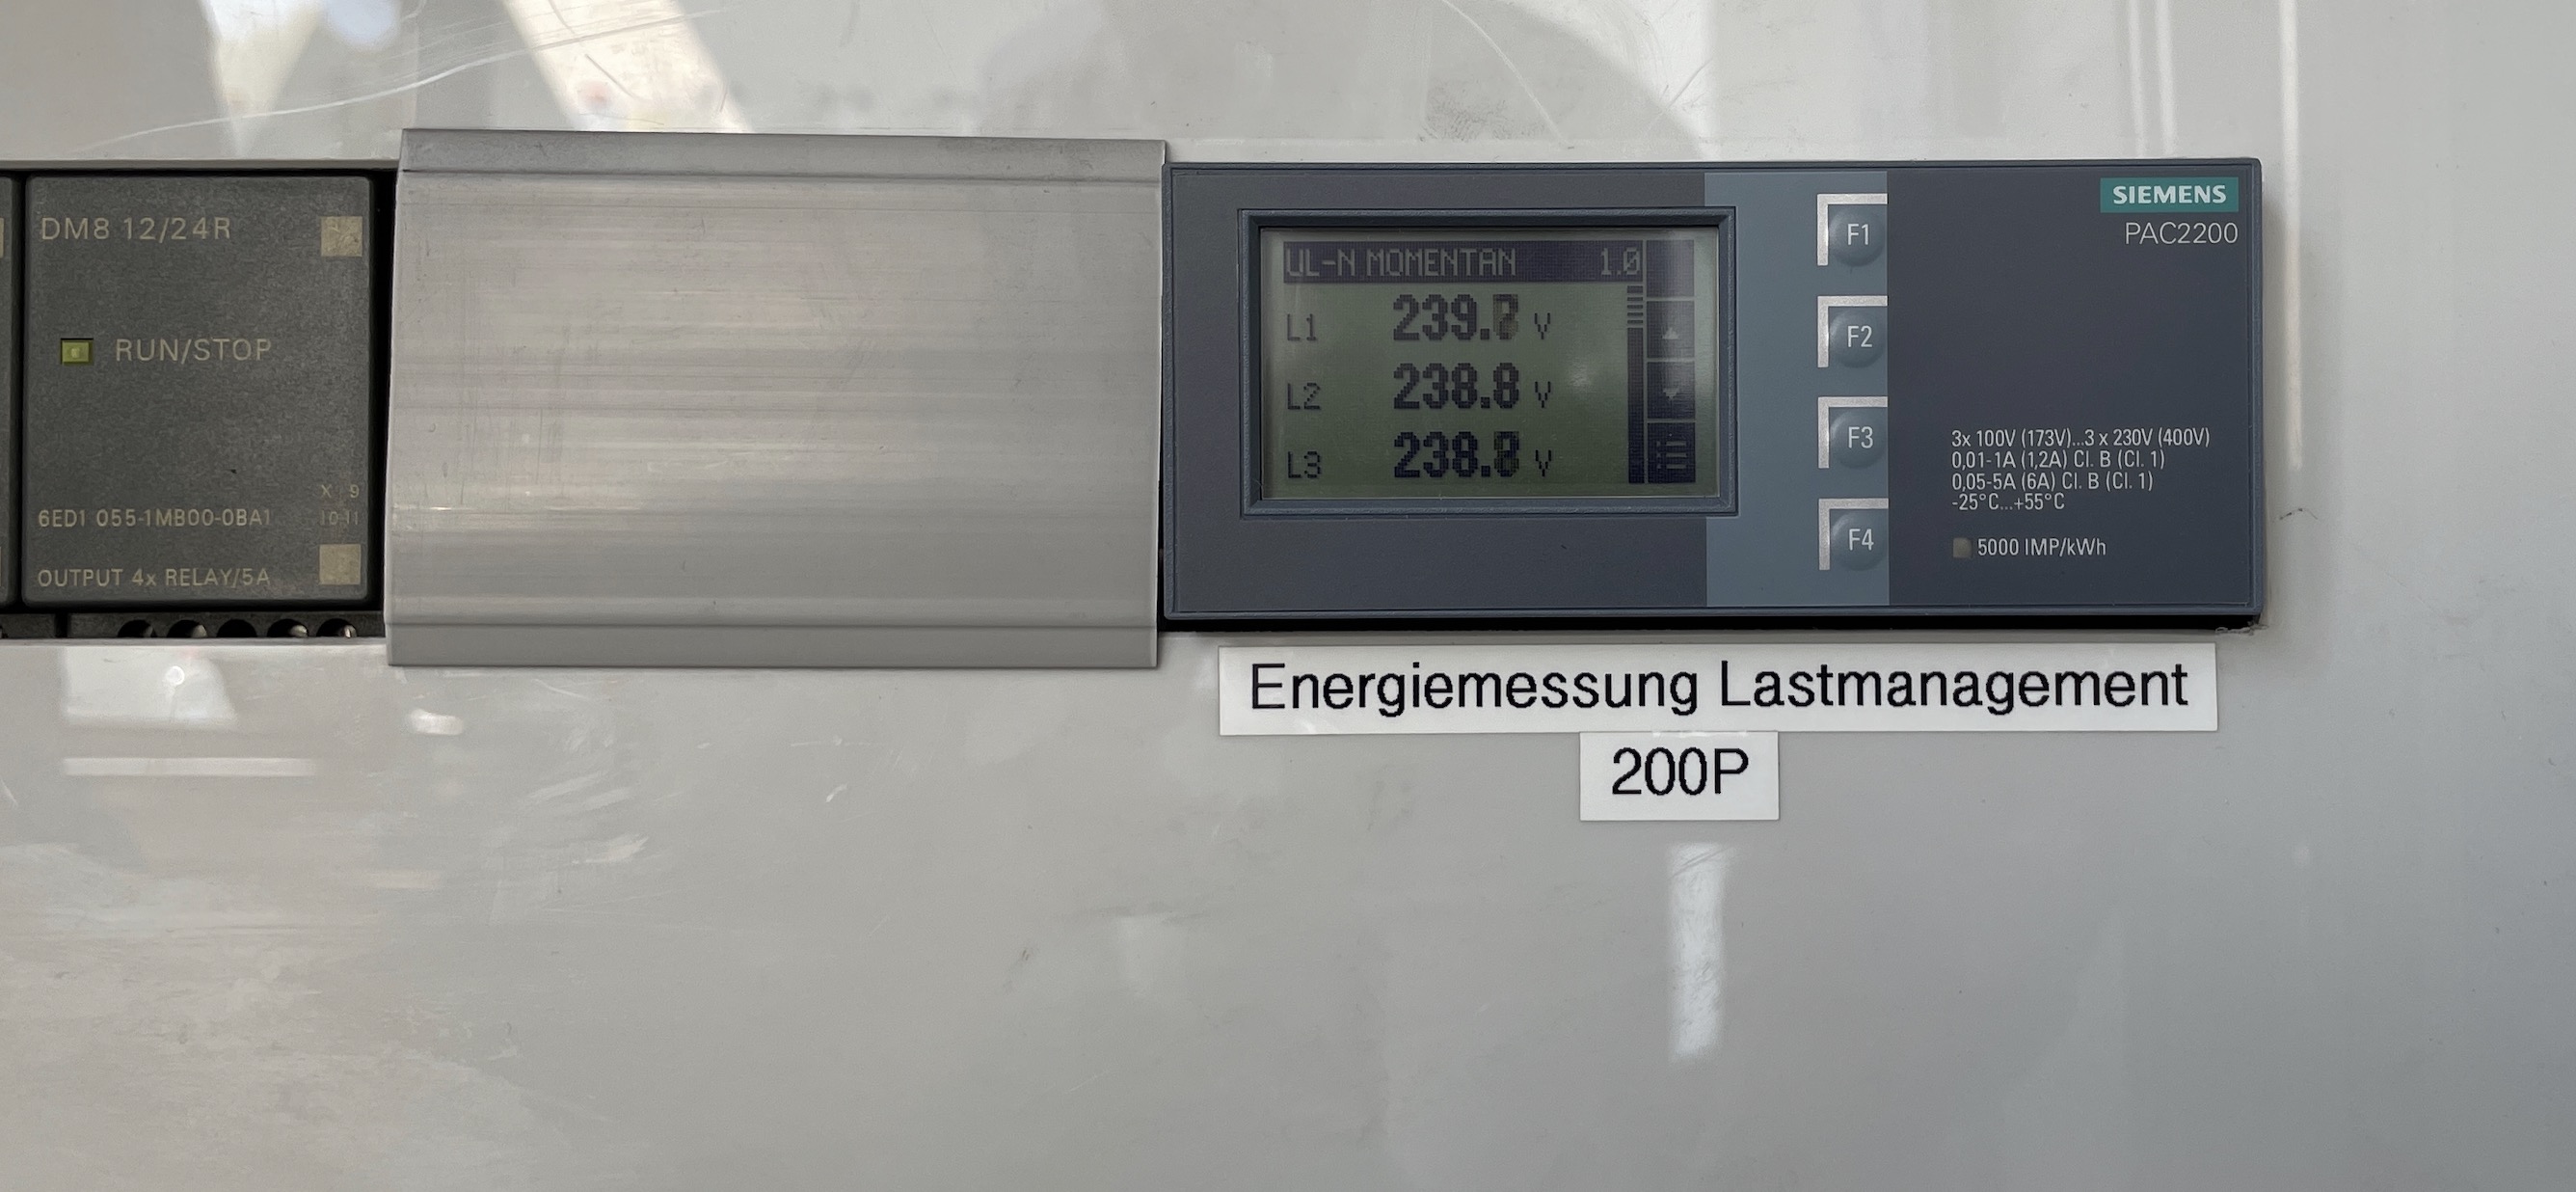 DM8 12/24R
RUN/STOP
6ED1 055-1MB00-0BA1
X 9
10 11
OUTPUT 4x RELAY/5A
UL-N MOMENTAN 1.0
L1 V
L2 238.8 V
L3 V
F1
F2
F3
F4
SIEMENS
PAC2200
3x 100V (173V)...3 x 230V (400V)
0,01-1A (1,2A) Cl. B (Cl. 1)
0,05-5A (6A) Cl. B (Cl. 1)
-25°C...+55°C
5000 IMP/kWh
Energiemessung Lastmanagement
200P